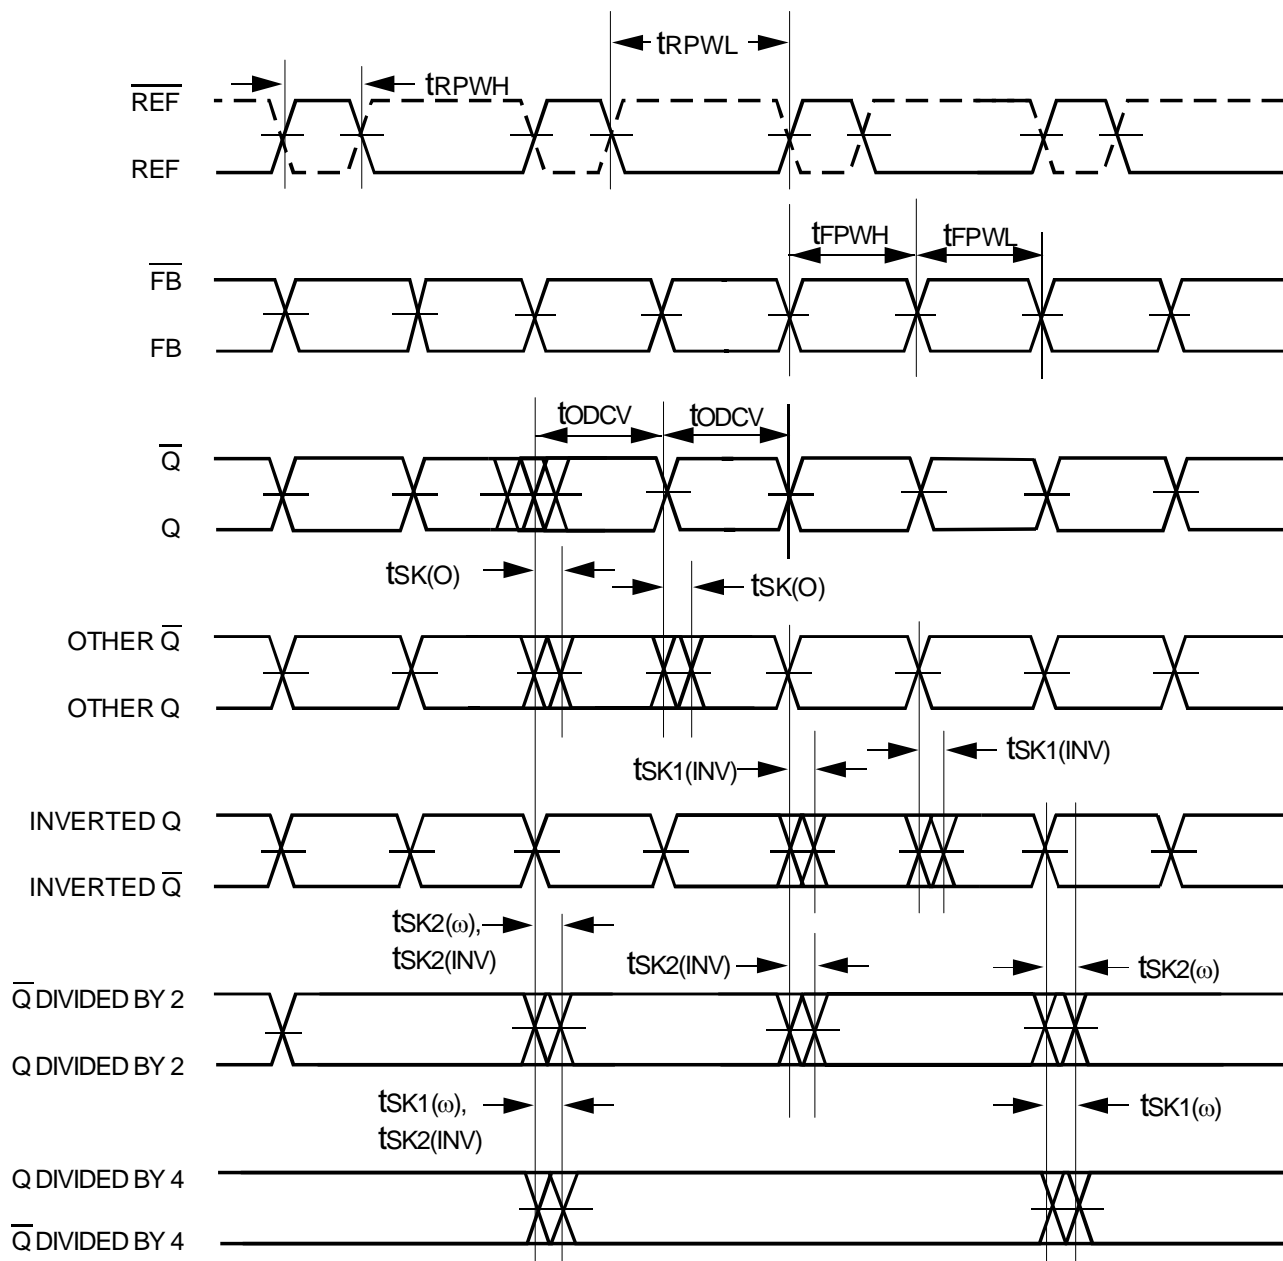 tRPWL
tRPWH
REF
REF
tFPWH
tFPWL
FB
FB
tODCV
tODCV
Q
Q
tSK(O)
tSK(O)
OTHER Q
OTHER Q
tSK1(INV)
tSK1(INV)
INVERTED Q
INVERTED Q
tSK2(ω),
tSK2(INV)
tSK2(INV)
tSK2(ω)
Q DIVIDED BY 2
Q DIVIDED BY 2
tSK1(ω),
tSK2(INV)
tSK1(ω)
Q DIVIDED BY 4
Q DIVIDED BY 4